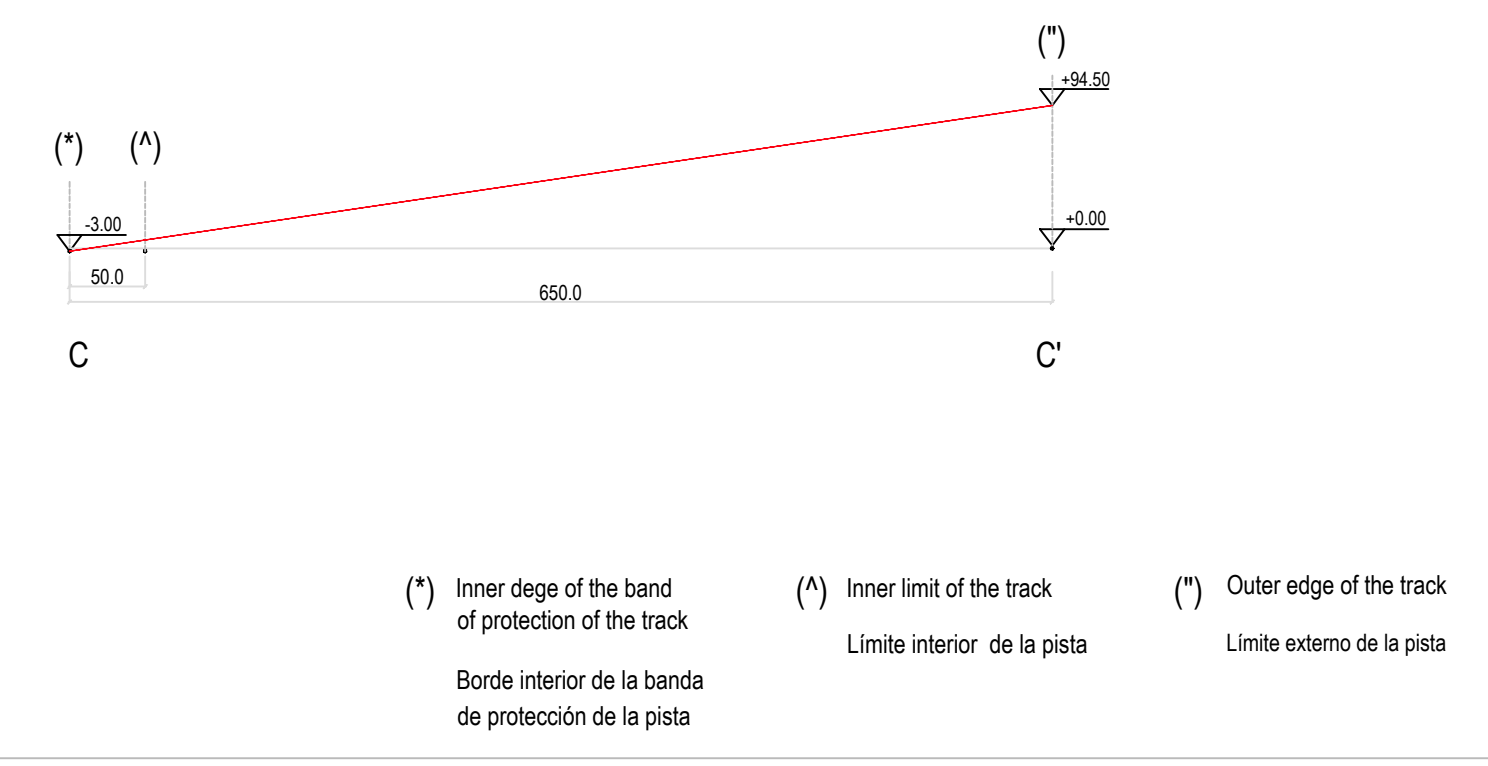 (")
+94.50
(*)
(^)
-3.00
+0.00
50.0
650.0
C
C'
(*) Inner dege of the band
of protection of the track
Borde interior de la banda
de protección de la pista
(^) Inner limit of the track
Límite interior de la pista
(") Outer edge of the track
Límite externo de la pista